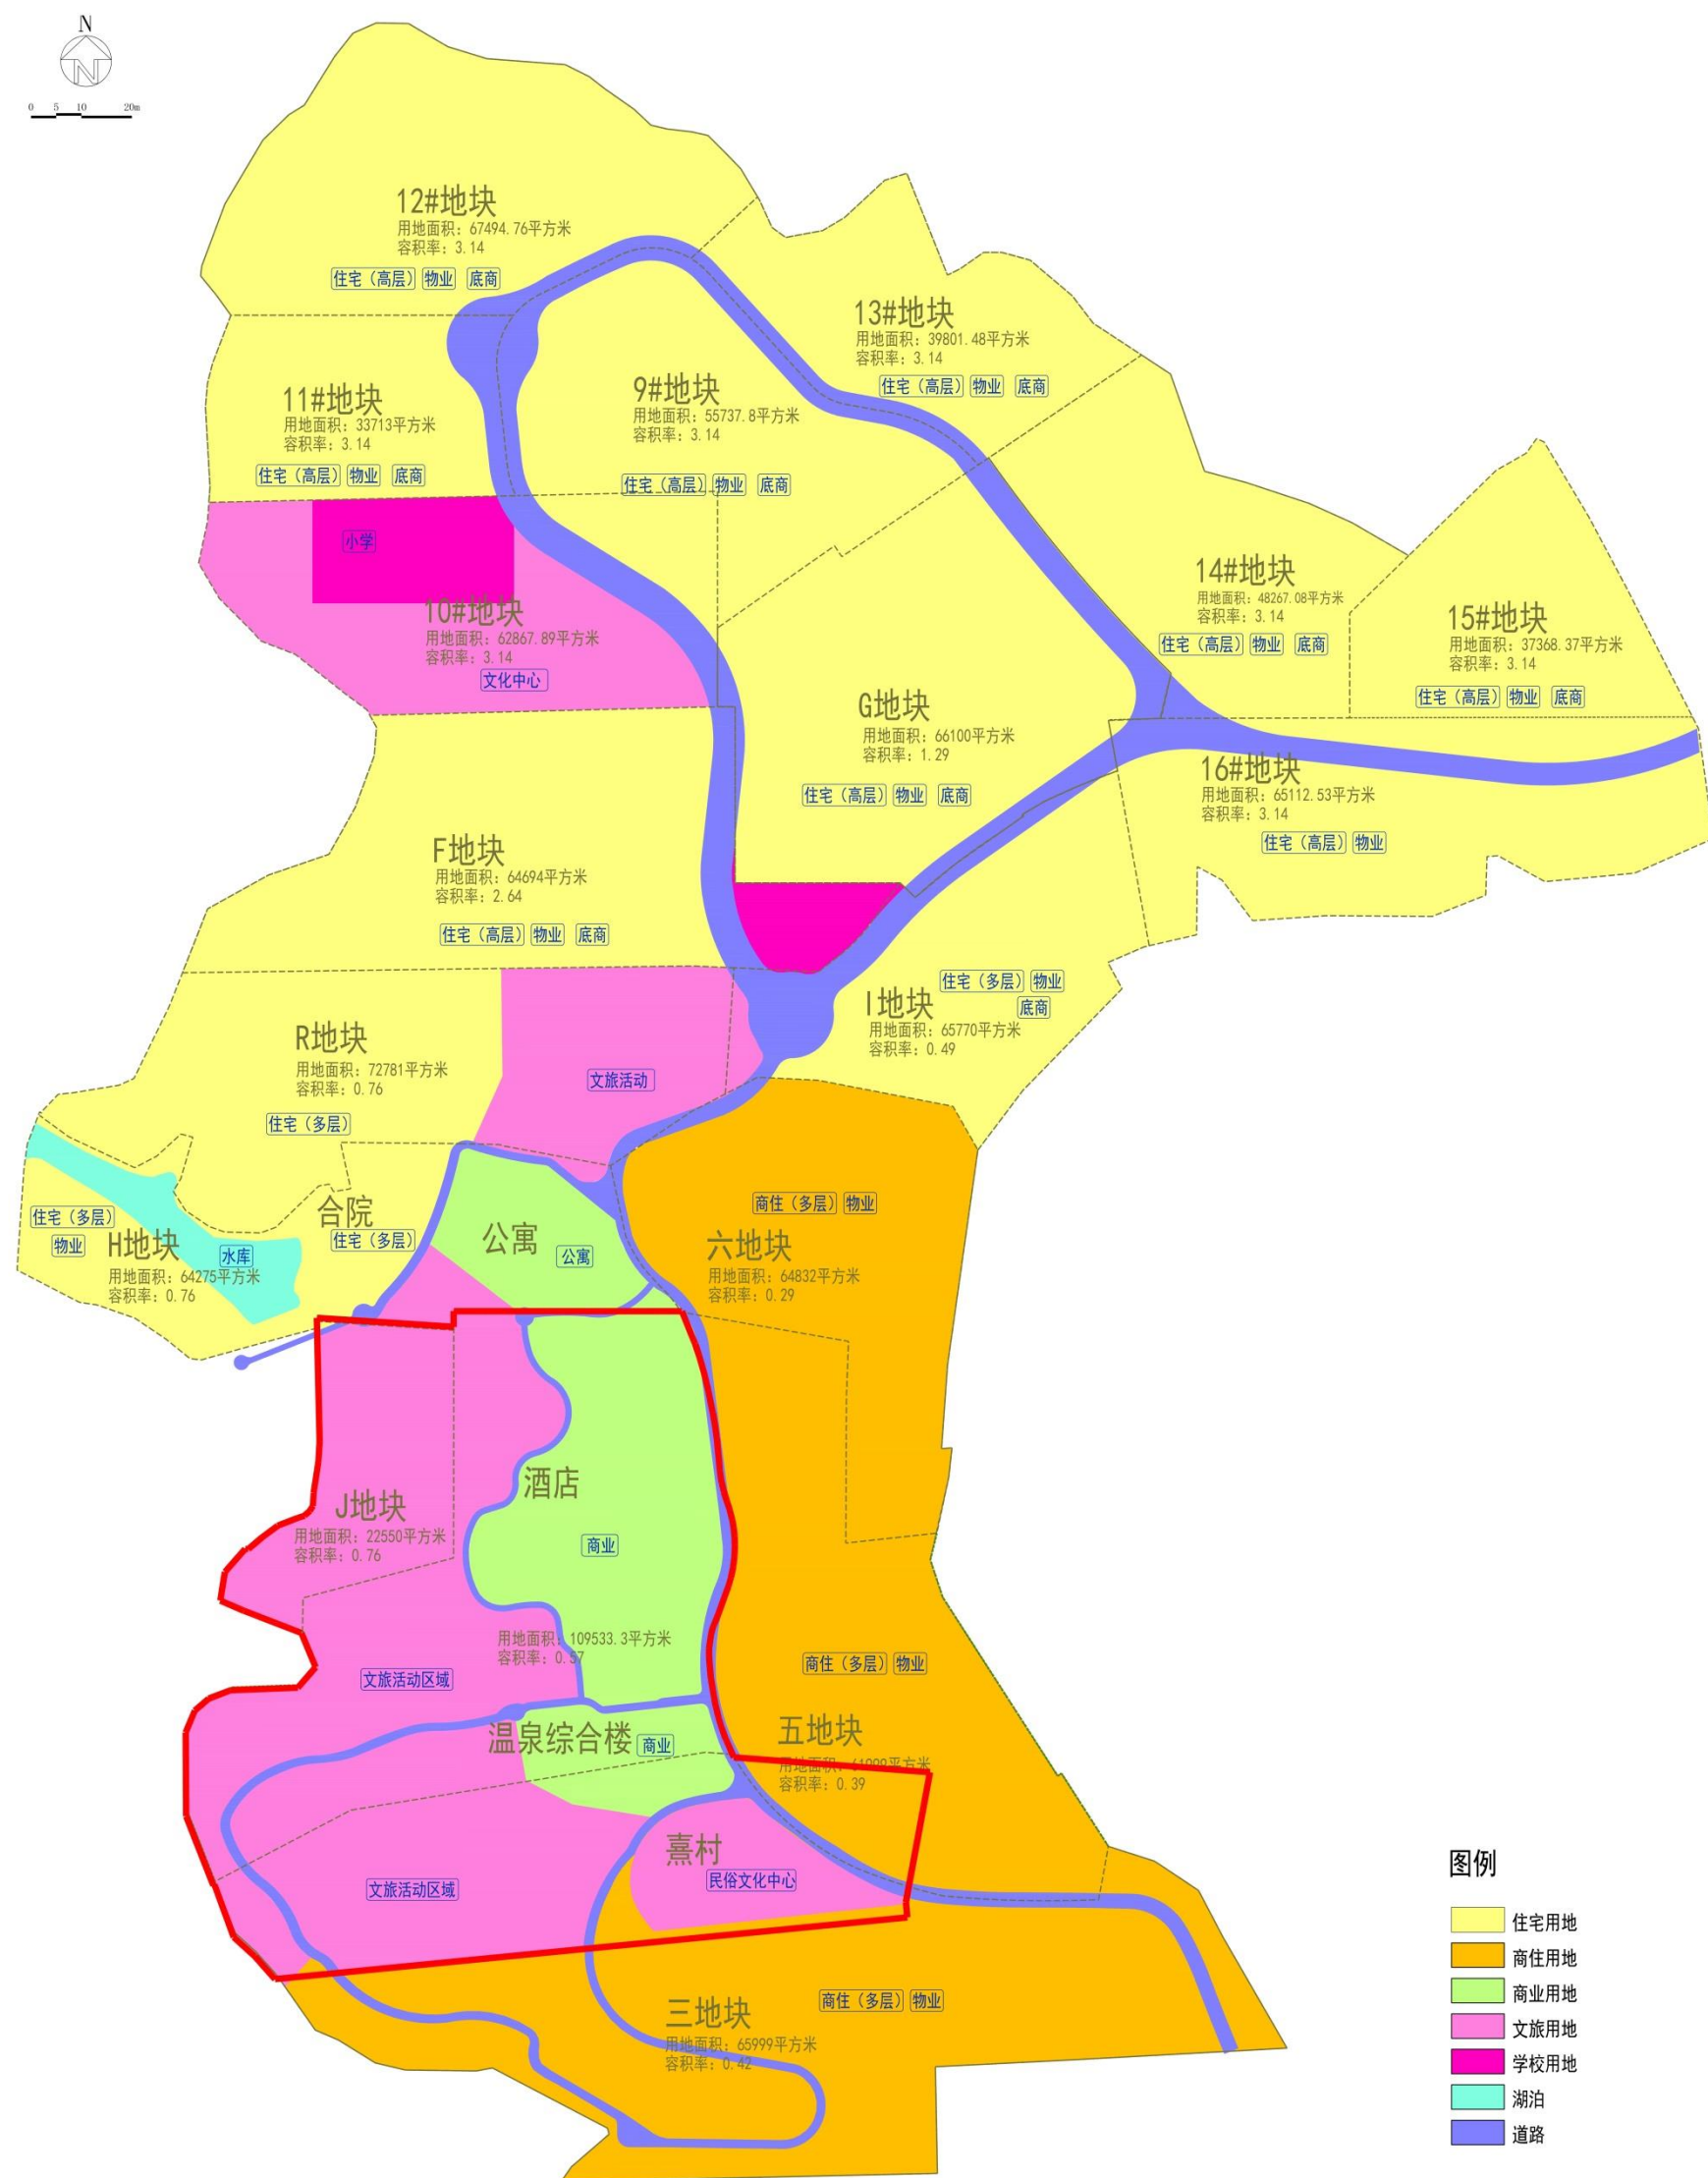 N
0 5 10 20m
12#地块
用地面积：67494.76平方米
容积率：3.14
住宅（高层） 物业 底商
13#地块
用地面积：39801.48平方米
容积率：3.14
住宅（高层） 物业 底商
11#地块
用地面积：33713平方米
容积率：3.14
住宅（高层） 物业 底商
9#地块
用地面积：55737.8平方米
容积率：3.14
住宅（高层） 物业 底商
小学
10#地块
用地面积：62867.89平方米
容积率：3.14
文化中心
14#地块
用地面积：48267.08平方米
容积率：3.14
住宅（高层） 物业 底商
15#地块
用地面积：37368.37平方米
容积率：3.14
住宅（高层） 物业 底商
G地块
用地面积：66100平方米
容积率：1.29
住宅（高层） 物业 底商
16#地块
用地面积：65112.53平方米
容积率：3.14
住宅（高层） 物业
F地块
用地面积：64694平方米
容积率：2.64
住宅（高层） 物业 底商
住宅（多层） 物业
底商
I地块
用地面积：65770平方米
容积率：0.49
R地块
用地面积：72781平方米
容积率：0.76
住宅（多层）
文旅活动
住宅（多层）
物业
H地块
用地面积：64275平方米
容积率：0.76
水库
合院
住宅（多层）
公寓
公寓
商住（多层） 物业
六地块
用地面积：64832平方米
容积率：0.29
J地块
用地面积：22550平方米
容积率：0.76
酒店
商业
用地面积：109533.3平方米
容积率：0.57
文旅活动区域
商住（多层） 物业
温泉综合楼
商业
五地块
用地面积：平方米
容积率：0.39
熹村
民俗文化中心
文旅活动区域
商住（多层） 物业
三地块
用地面积：65999平方米
容积率：0.42
图例
住宅用地
商住用地
商业用地
文旅用地
学校用地
湖泊
道路